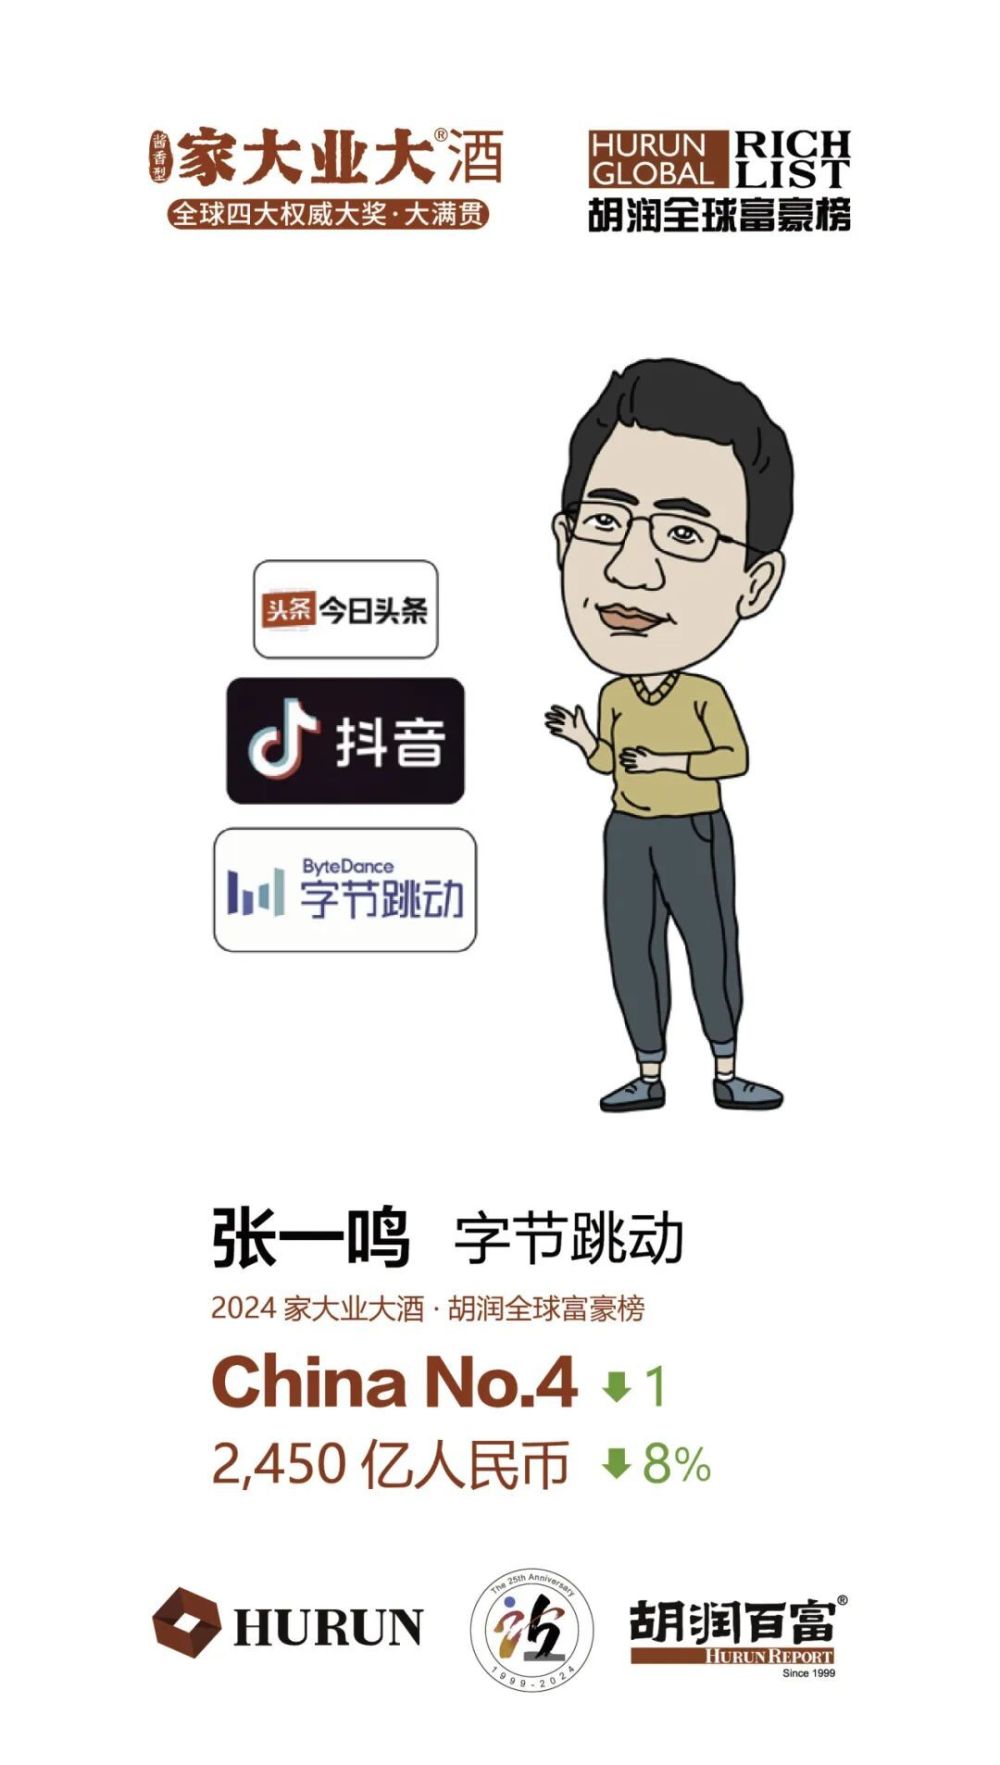 酱香型
家大业大®酒
全球四大权威大奖·大满贯
HURUN GLOBAL RICH LIST
胡润全球富豪榜
头条 今日头条
抖音
ByteDance
字节跳动
张一鸣 字节跳动
2024 家大业大酒 · 胡润全球富豪榜
China No.4 ↓ 1
2,450 亿人民币 ↓ 8%
HURUN
The 25th Anniversary
1999-2024
胡润百富®
HURUN REPORT
Since 1999